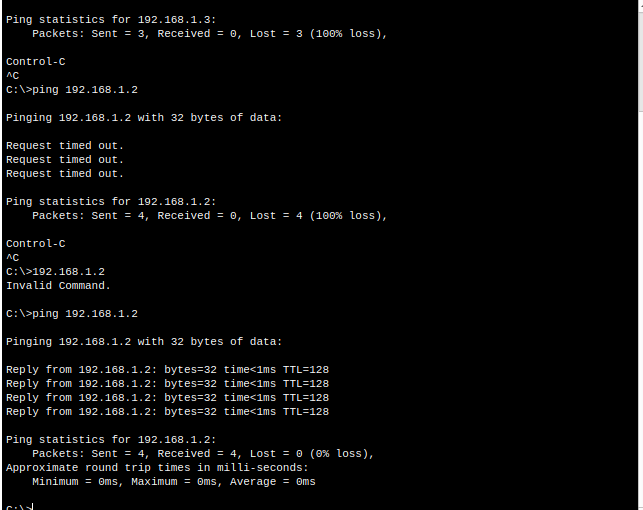 Ping statistics for 192.168.1.3:
Packets: Sent = 3, Received = 0, Lost = 3 (100% loss),
Control-C
^C
C:\>ping 192.168.1.2
Pinging 192.168.1.2 with 32 bytes of data:
Request timed out.
Request timed out.
Request timed out.
Ping statistics for 192.168.1.2:
Packets: Sent = 4, Received = 0, Lost = 4 (100% loss),
Control-C
^C
C:\>192.168.1.2
Invalid Command.
C:\>ping 192.168.1.2
Pinging 192.168.1.2 with 32 bytes of data:
Reply from 192.168.1.2: bytes=32 time<1ms TTL=128
Reply from 192.168.1.2: bytes=32 time<1ms TTL=128
Reply from 192.168.1.2: bytes=32 time<1ms TTL=128
Reply from 192.168.1.2: bytes=32 time<1ms TTL=128
Ping statistics for 192.168.1.2:
Packets: Sent = 4, Received = 4, Lost = 0 (0% loss),
Approximate round trip times in milli-seconds:
Minimum = 0ms, Maximum = 0ms, Average = 0ms
C:\>